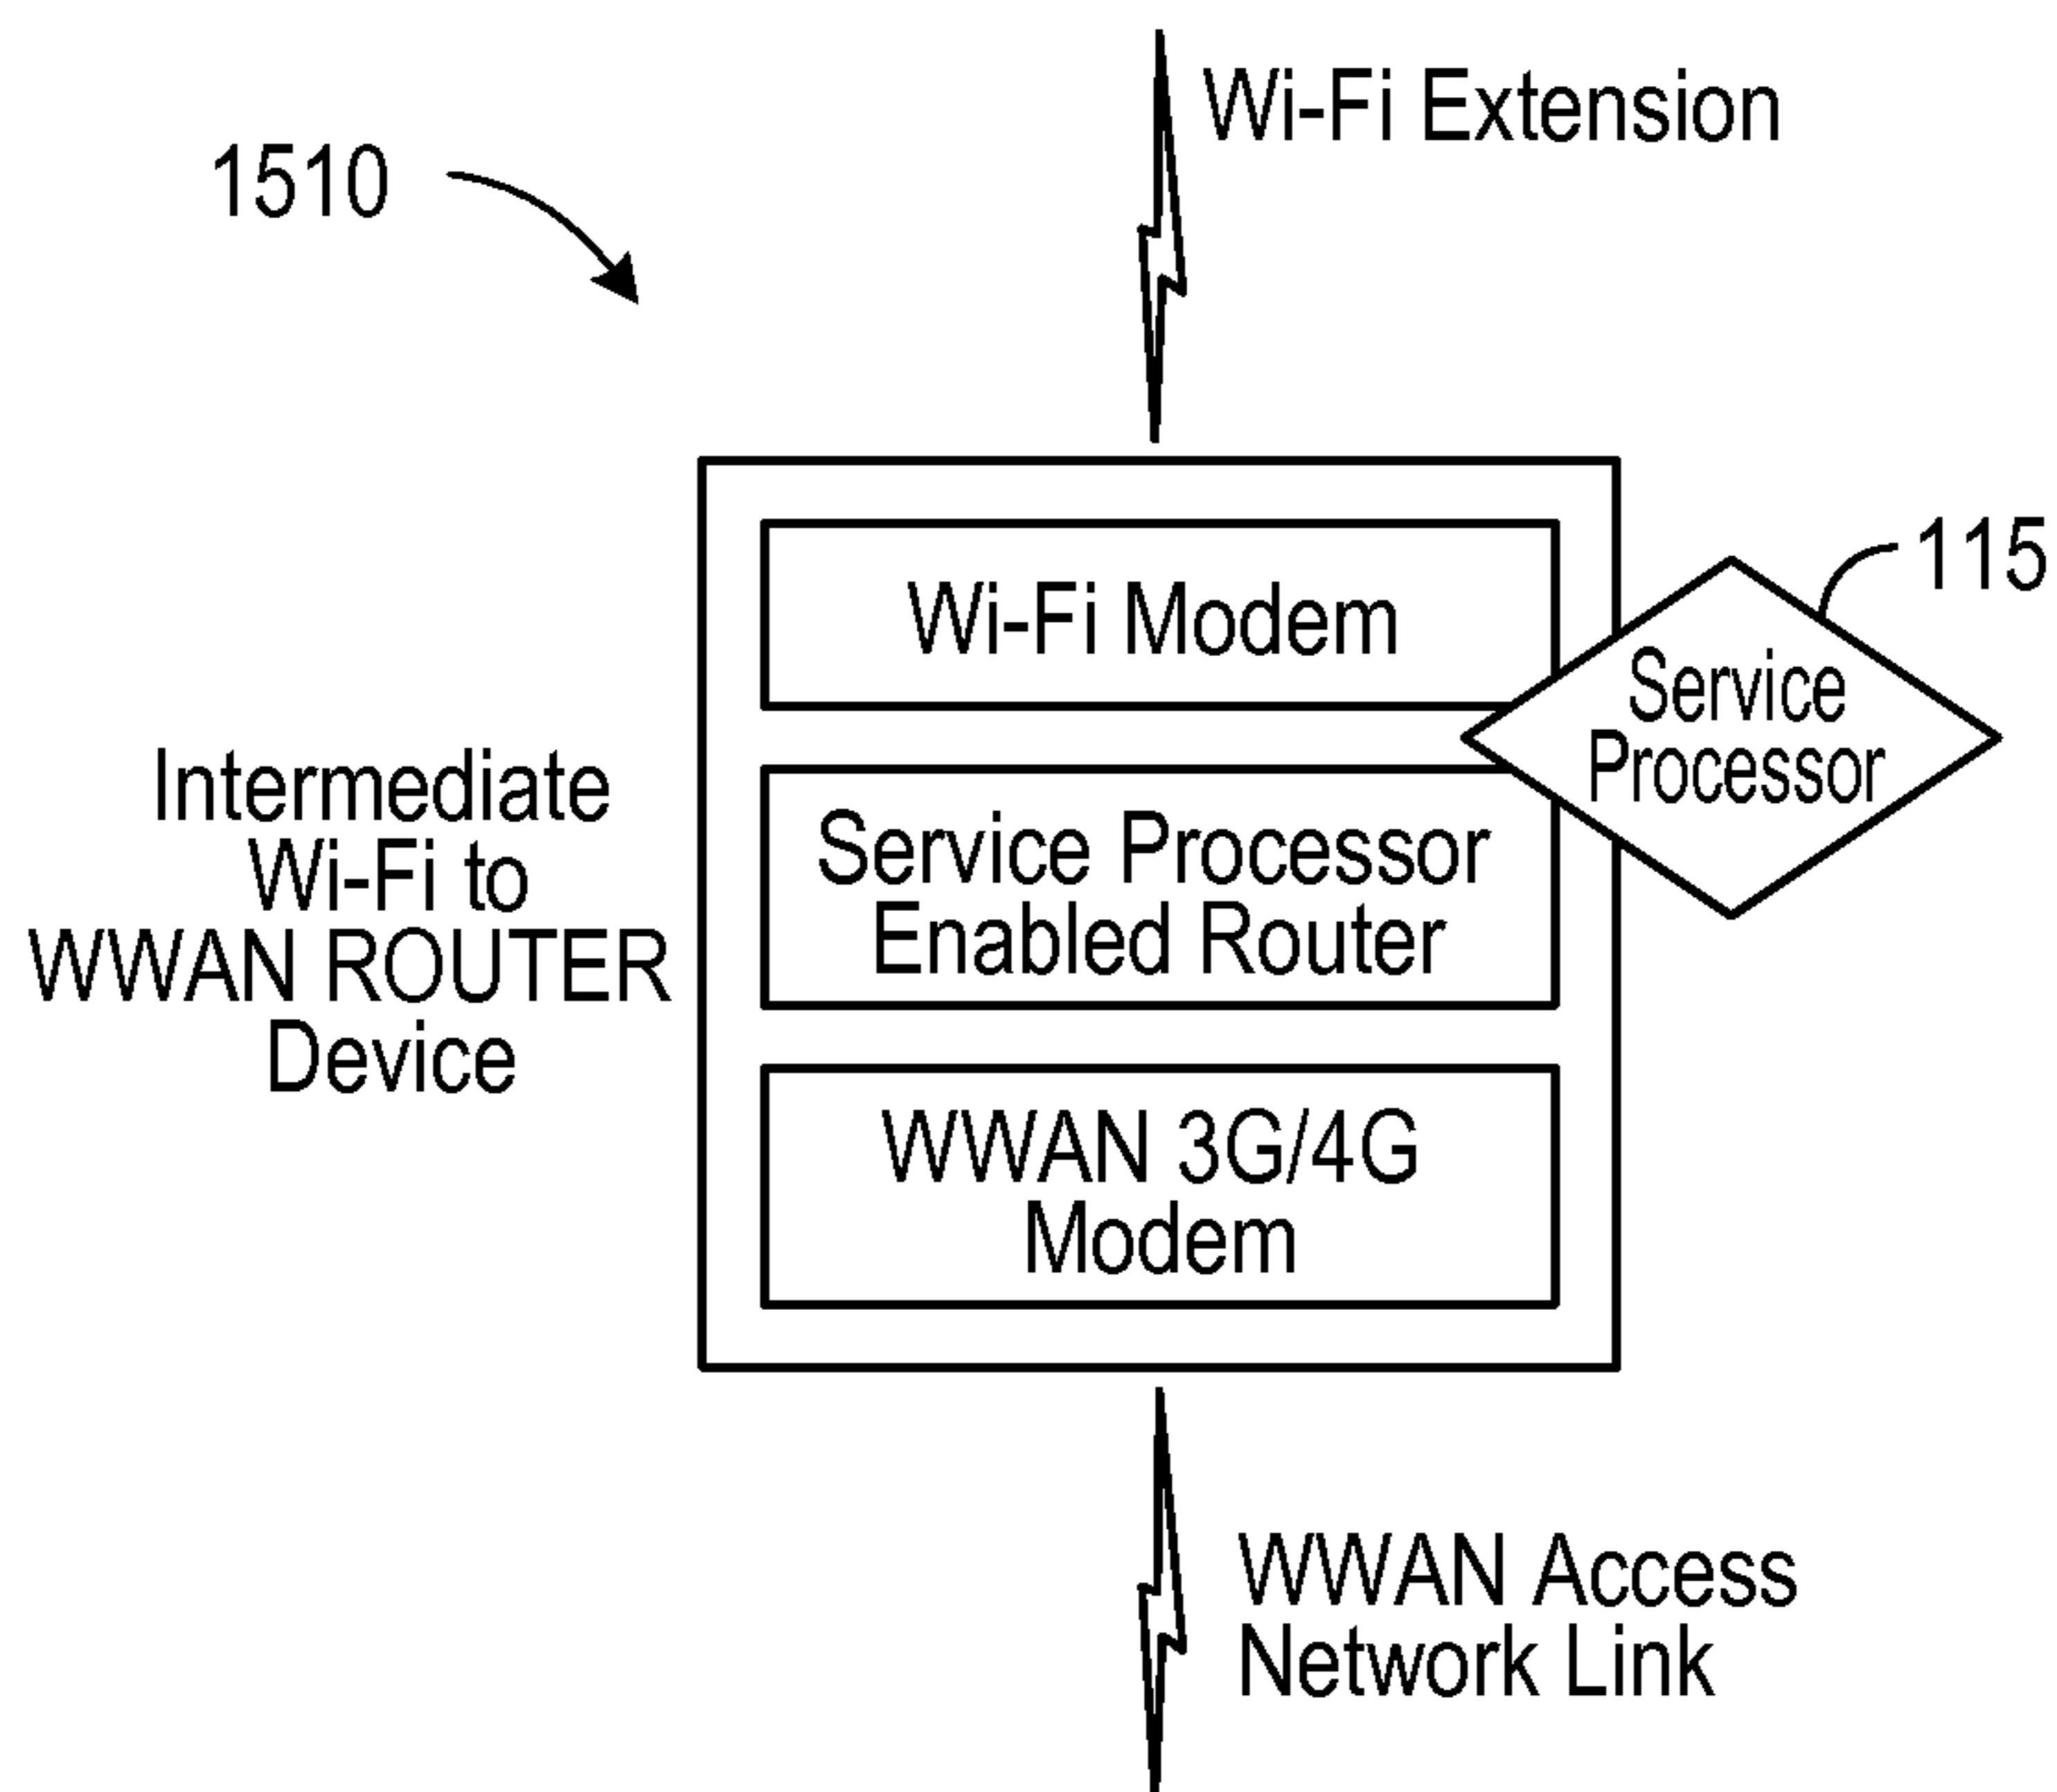 Wi-Fi Extension
1510
Wi-Fi Modem
115
Service
Processor
Intermediate
Wi-Fi to
WWAN ROUTER
Device
Service Processor
Enabled Router
WWAN 3G/4G
Modem
WWAN Access
Network Link